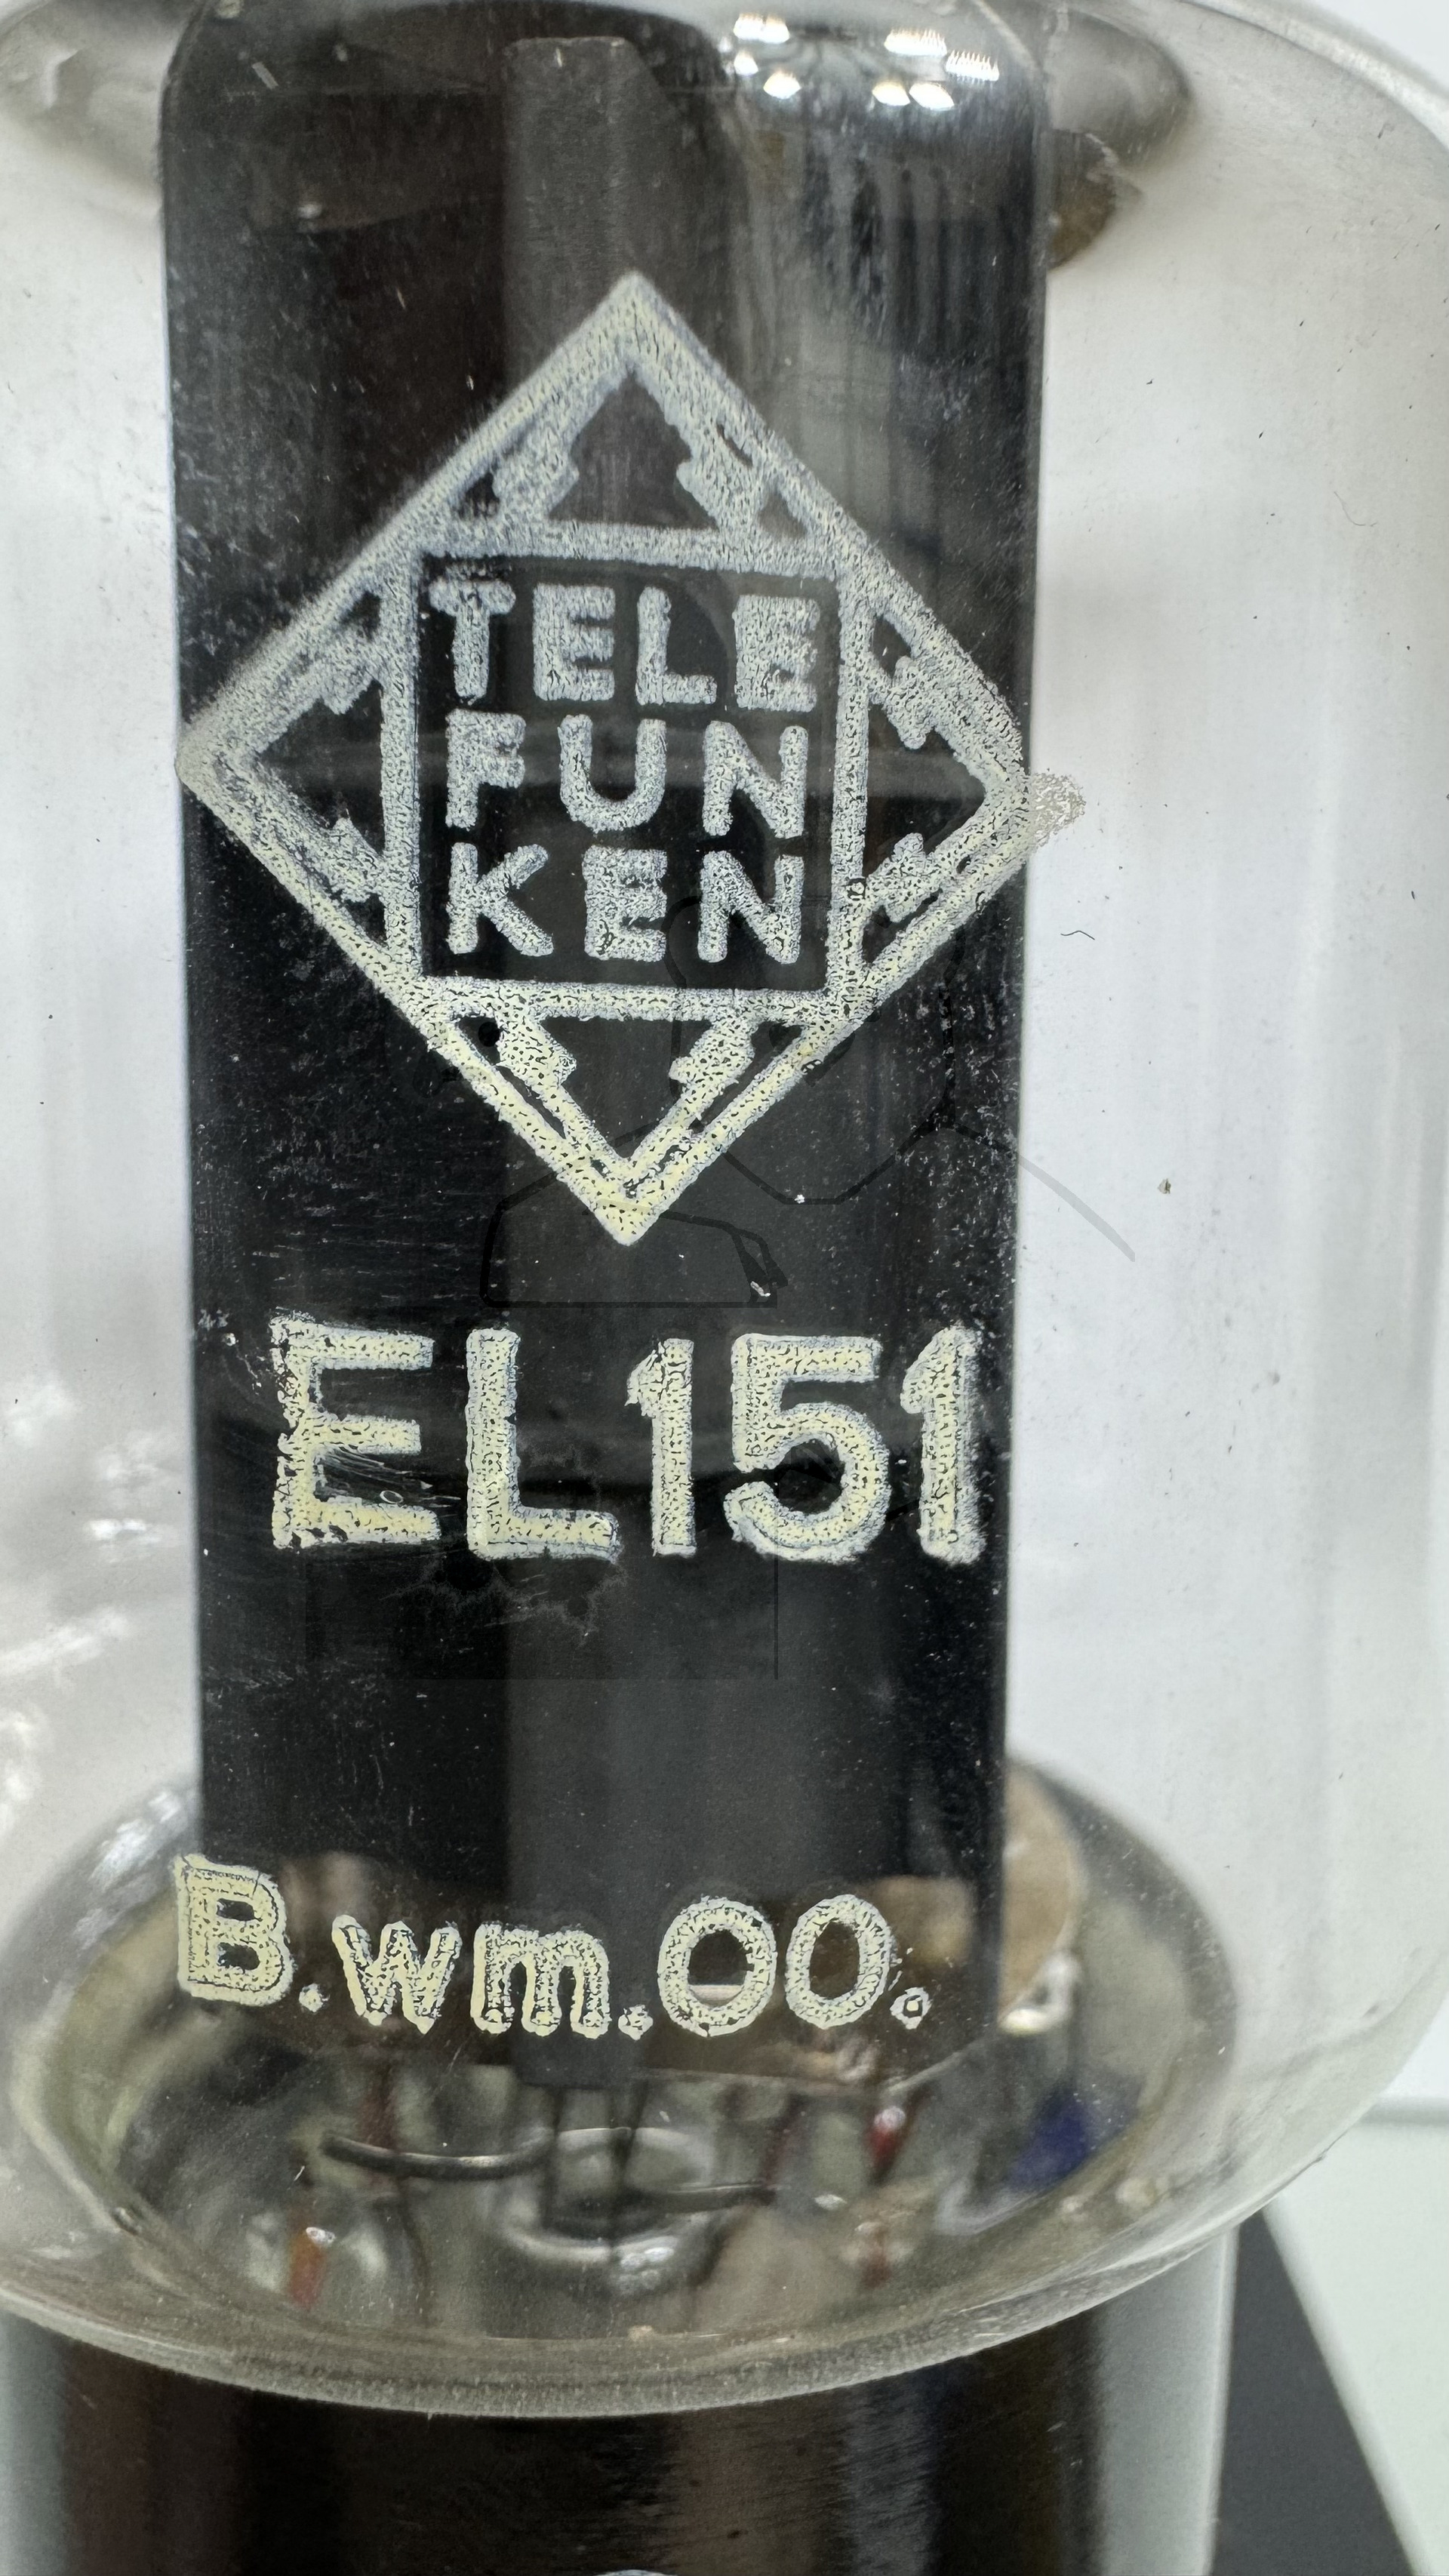 TELE
FUN
KEN
EL151
B.wm.00.